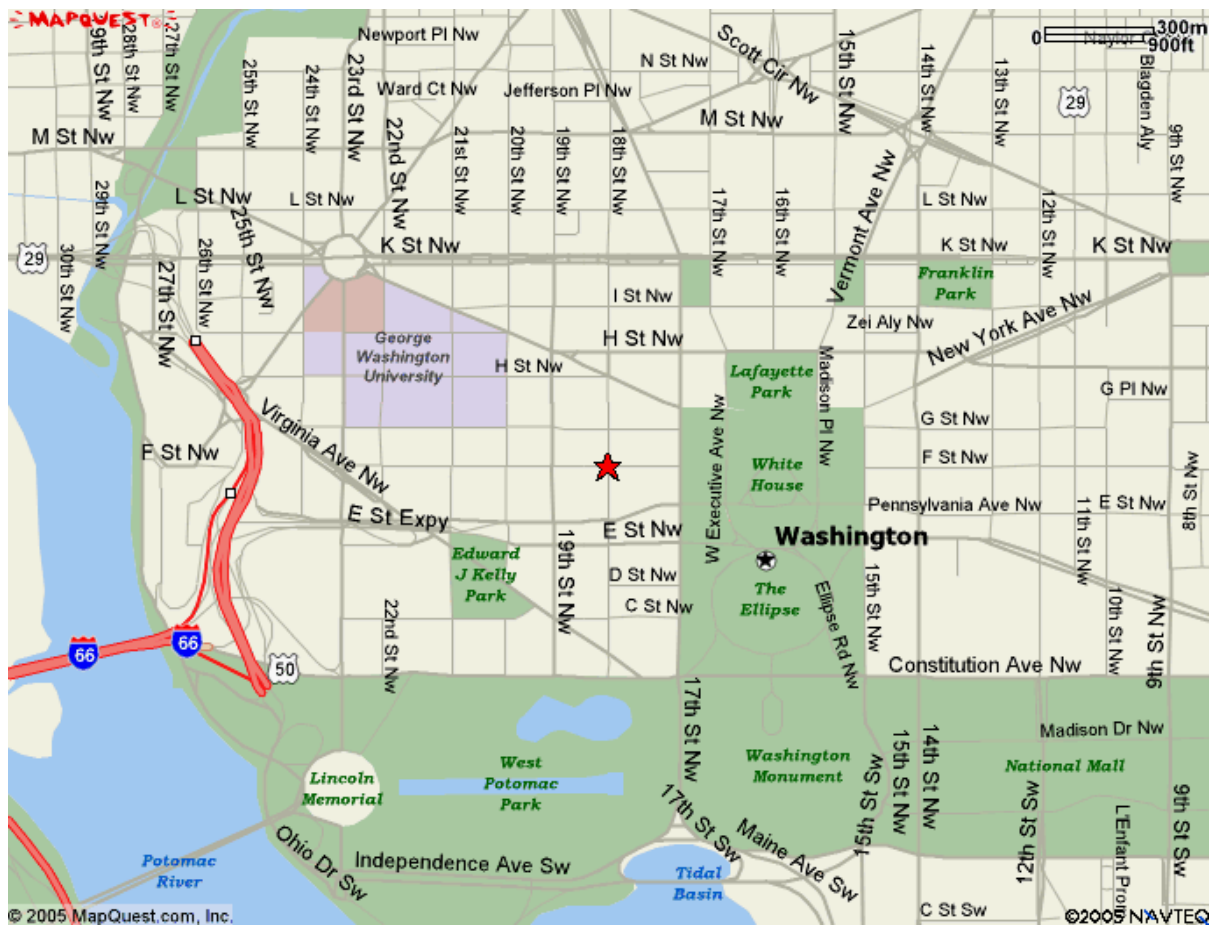 MAPQUEST®
Newport Pl Nw
Scott Cir Nw
N St Nw
15th St Nw
14th St Nw
13th St Nw
0
300m
900ft
Blagden Aly
29th St Nw
28th St Nw
27th St Nw
25th St Nw
24th St Nw
23rd St Nw
Ward Ct Nw
Jefferson Pl Nw
29
22nd St Nw
21st St Nw
20th St Nw
19th St Nw
18th St Nw
M St Nw
9th St Nw
M St Nw
29th St Nw
L St Nw
25th St Nw
L St Nw
17th St Nw
16th St Nw
Vermont Ave Nw
L St Nw
12th St Nw
29
30th St Nw
27th St Nw
26th St Nw
K St Nw
K St Nw
K St Nw
Franklin
Park
I St Nw
Zei Aly Nw
New York Ave Nw
George
Washington
University
H St Nw
H St Nw
Lafayette
Park
Madison Pl Nw
G Pl Nw
Virginia Ave Nw
G St Nw
F St Nw
W Executive Ave Nw
White
House
F St Nw
8th St Nw
E St Expy
E St Nw
Pennsylvania Ave Nw
E St Nw
11th St Nw
Washington
Edward
J Kelly
Park
19th St Nw
D St Nw
C St Nw
The
Ellipse
Ellipse Rd Nw
15th St Nw
10th St Nw
9th St Nw
66
66
50
22nd St Nw
Constitution Ave Nw
17th St Nw
Madison Dr Nw
Lincoln
Memorial
West
Potomac
Park
Washington
Monument
15th St Sw
15th St Nw
14th St Nw
National Mall
12th St Sw
L'Enfant Prom
9th St Sw
Ohio Dr Sw
Independence Ave Sw
17th St Sw
Maine Ave Sw
Potomac
River
Tidal
Basin
C St Sw
© 2005 MapQuest.com, Inc.
©2005 NAVTEQ